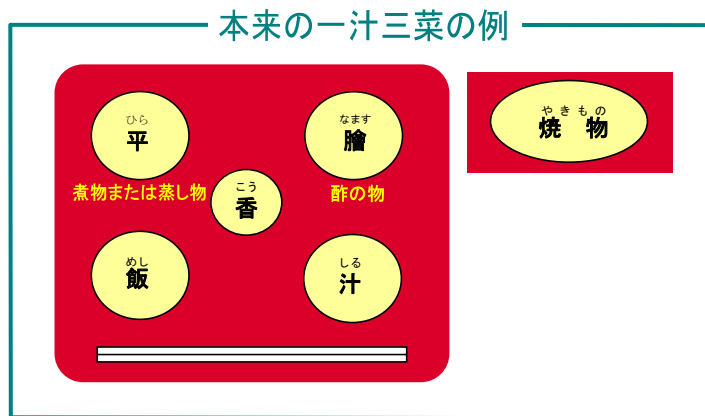 本来の一汁三菜の例
ひら
平
煮物または蒸し物
なます
膾
酢の物
こう
香
めし
飯
しる
汁
やきもの
焼物